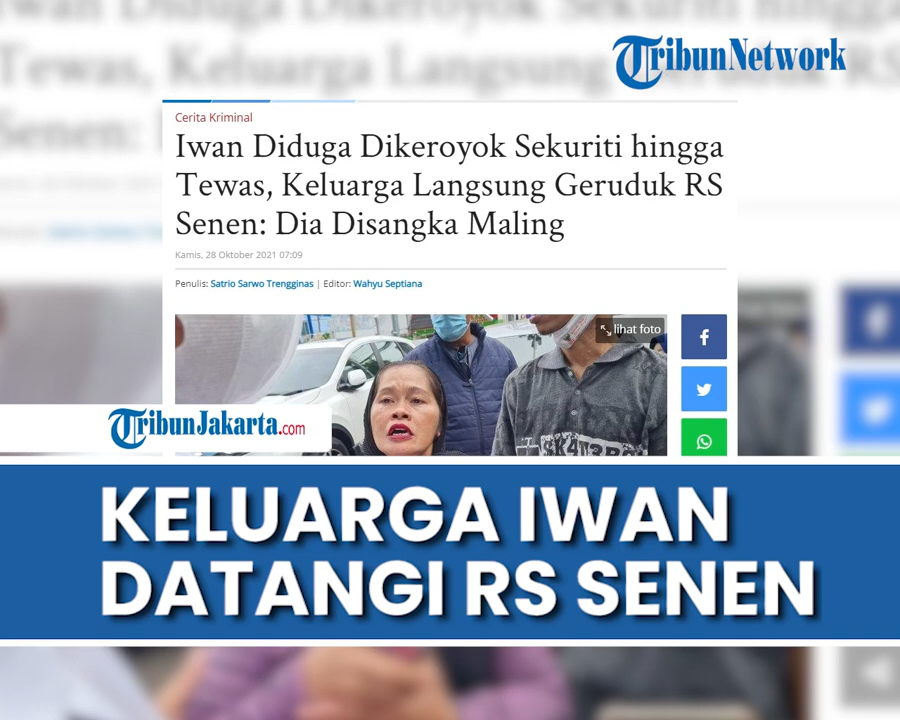 TribunNetwork
Cerita Kriminal
Iwan Diduga Dikeroyok Sekuriti hingga
Tewas, Keluarga Langsung Geruduk RS
Senen: Dia Disangka Maling
Kamis, 28 Oktober 2021 07:09
Penulis: Satrio Sarwo Trengginas | Editor: Wahyu Septiana
lihat foto
TribunJakarta.com
KELUARGA IWAN
DATANGI RS SENEN